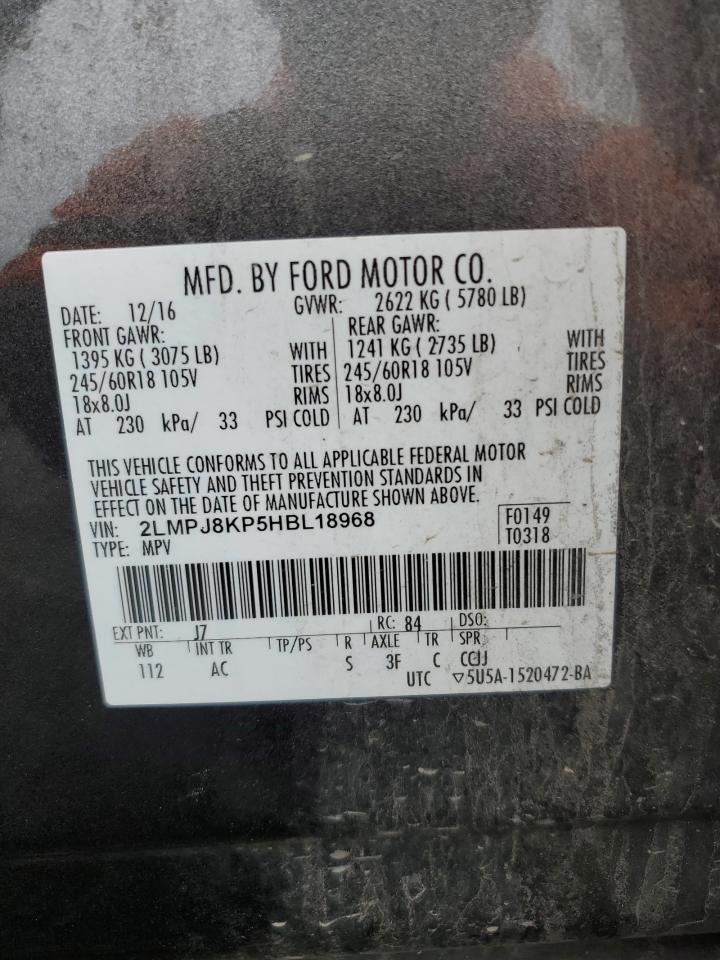 MFD. BY FORD MOTOR CO.
DATE: 12/16 GVWR: 2622 KG ( 5780 LB)
FRONT GAWR: REAR GAWR:
1395 KG ( 3075 LB) WITH 1241 KG ( 2735 LB) WITH
245/60R18 105V TIRES 245/60R18 105V TIRES
18x8.0J RIMS 18x8.0J RIMS
AT 230 kPa/ 33 PSI COLD AT 230 kPa/ 33 PSI COLD
THIS VEHICLE CONFORMS TO ALL APPLICABLE FEDERAL MOTOR
VEHICLE SAFETY AND THEFT PREVENTION STANDARDS IN
EFFECT ON THE DATE OF MANUFACTURE SHOWN ABOVE.
VIN: 2LMPJ8KP5HBL18968 F0149
TYPE: MPV T0318
EXT PNT: J7 RC: 84 DSO:
WB INT TR TP/PS R AXLE TR SPR
112 AC S 3F C CCJJ
UTC ▽5U5A-1520472-BA